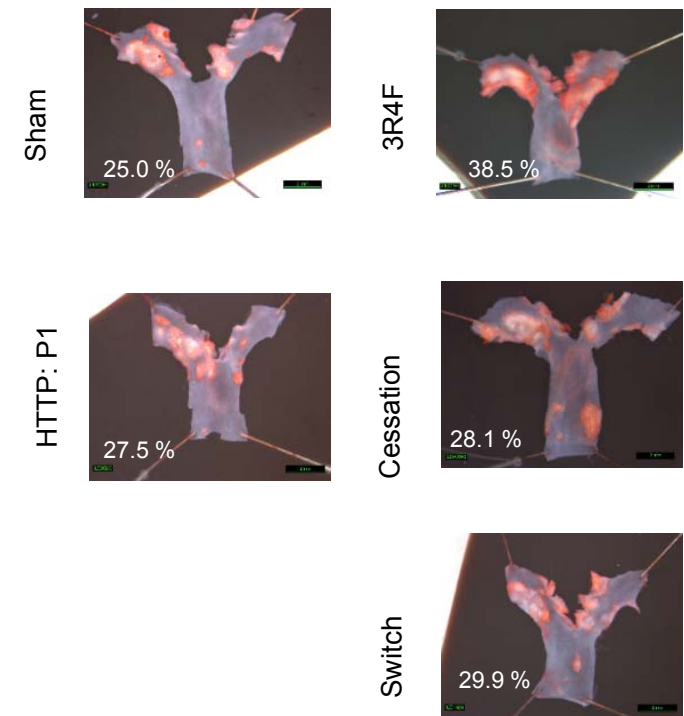 Sham
25.0 %
3R4F
38.5 %
HTTP: P1
27.5 %
Cessation
28.1 %
Switch
29.9 %